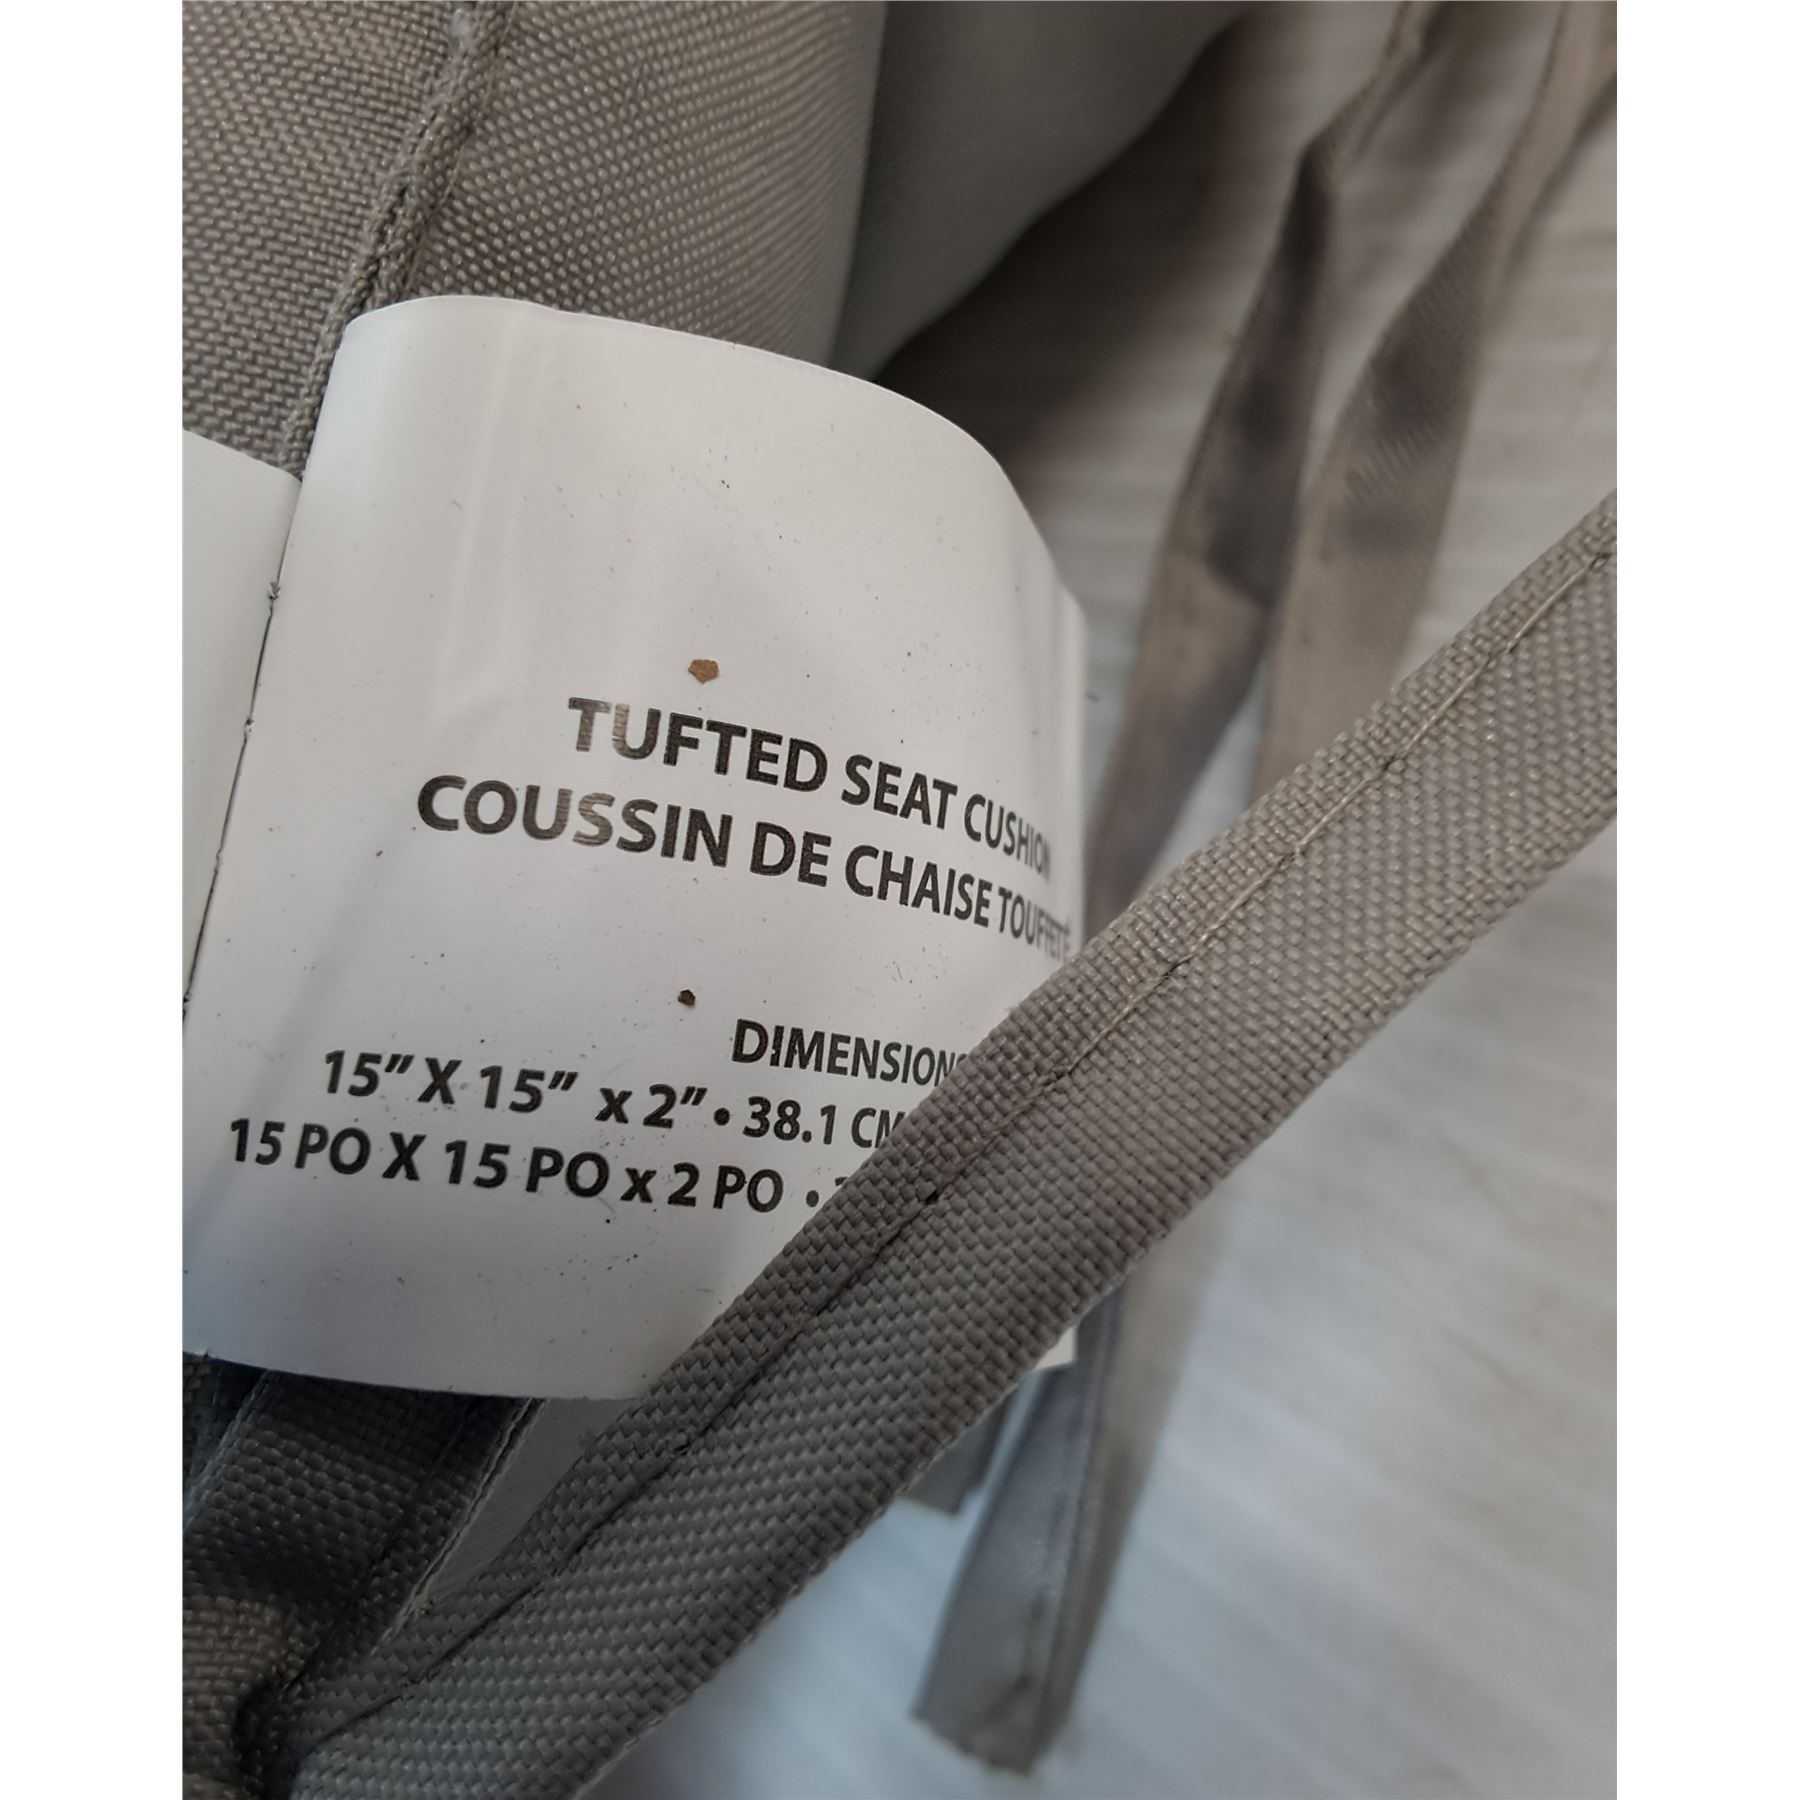 TUFTED SEAT CUSHION
COUSSIN DE CHAISE TOUFFETÉ
DIMENSIONS
15” X 15” x 2” • 38.1 CM
15 PO X 15 PO x 2 PO •